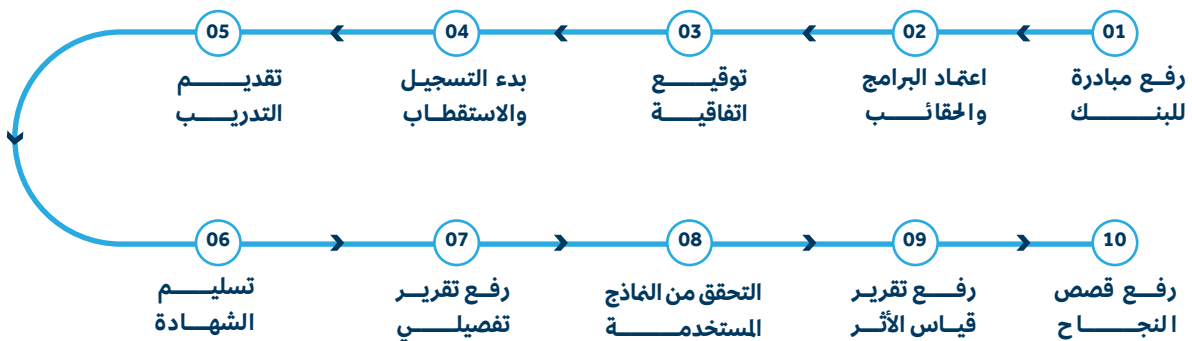 01
رفع مبادرة
للبنك
02
اعتماد البرامج
والحقائب
03
توقيع
اتفاقية
04
بدء التسجيل
والاستقطاب
05
تقديم
التدريب
06
تسليم
الشهادة
07
رفع تقرير
تفصيلي
08
التحقق من النماذج
المستخدمة
09
رفع تقرير
قياس الأثر
10
رفع قصص
النجاح